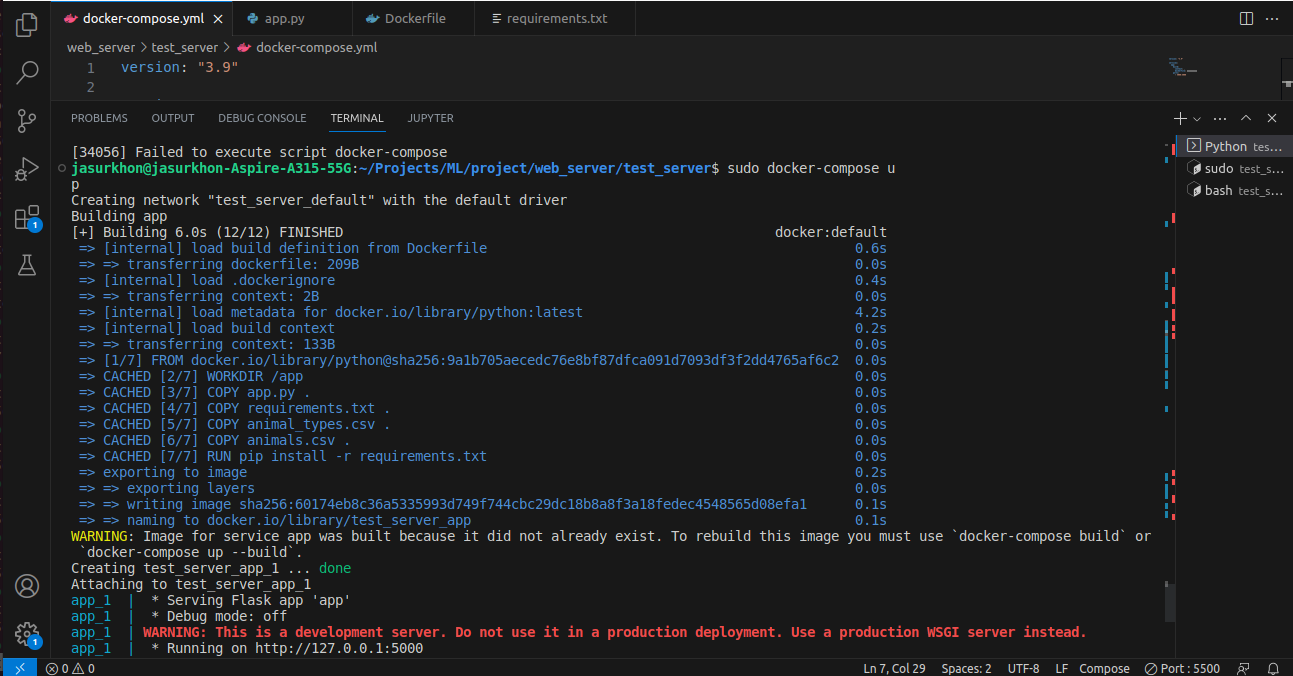 docker-compose.yml
app.py
Dockerfile
requirements.txt
web_server > test_server > docker-compose.yml
1 version: "3.9"
2
PROBLEMS OUTPUT DEBUG CONSOLE TERMINAL JUPYTER
[34056] Failed to execute script docker-compose
jasurkhon@jasurkhon-Aspire-A315-55G:~/Projects/ML/project/web_server/test_server$ sudo docker-compose u
p
Creating network "test_server_default" with the default driver
Building app
[+] Building 6.0s (12/12) FINISHED docker:default
=> [internal] load build definition from Dockerfile 0.6s
=> => transferring dockerfile: 209B 0.0s
=> [internal] load .dockerignore 0.4s
=> => transferring context: 2B 0.0s
=> [internal] load metadata for docker.io/library/python:latest 4.2s
=> [internal] load build context 0.2s
=> => transferring context: 133B 0.0s
=> [1/7] FROM docker.io/library/python@sha256:9a1b705aecedc76e8bf87dfca091d7093df3f2dd4765af6c2 0.0s
=> CACHED [2/7] WORKDIR /app 0.0s
=> CACHED [3/7] COPY app.py . 0.0s
=> CACHED [4/7] COPY requirements.txt . 0.0s
=> CACHED [5/7] COPY animal_types.csv . 0.0s
=> CACHED [6/7] COPY animals.csv . 0.0s
=> CACHED [7/7] RUN pip install -r requirements.txt 0.0s
=> exporting to image 0.2s
=> => exporting layers 0.0s
=> => writing image sha256:60174eb8c36a5335993d749f744cbc29dc18b8a8f3a18fedec4548565d08efa1 0.1s
=> => naming to docker.io/library/test_server_app 0.1s
WARNING: Image for service app was built because it did not already exist. To rebuild this image you must use `docker-compose build` or
`docker-compose up --build`.
Creating test_server_app_1 ... done
Attaching to test_server_app_1
app_1 | * Serving Flask app 'app'
app_1 | * Debug mode: off
app_1 | WARNING: This is a development server. Do not use it in a production deployment. Use a production WSGI server instead.
app_1 | * Running on http://127.0.0.1:5000
Python tes...
sudo test_s...
bash test_s...
1
1
0 0
Ln 7, Col 29 Spaces: 2 UTF-8 LF Compose Port : 5500